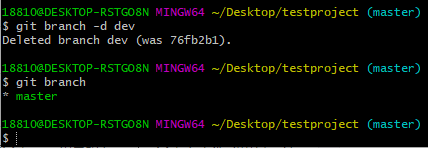 18810@DESKTOP-RSTGO8N MINGW64 ~/Desktop/testproject (master)
$ git branch -d dev
Deleted branch dev (was 76fb2b1).
18810@DESKTOP-RSTGO8N MINGW64 ~/Desktop/testproject (master)
$ git branch
* master
18810@DESKTOP-RSTGO8N MINGW64 ~/Desktop/testproject (master)
$